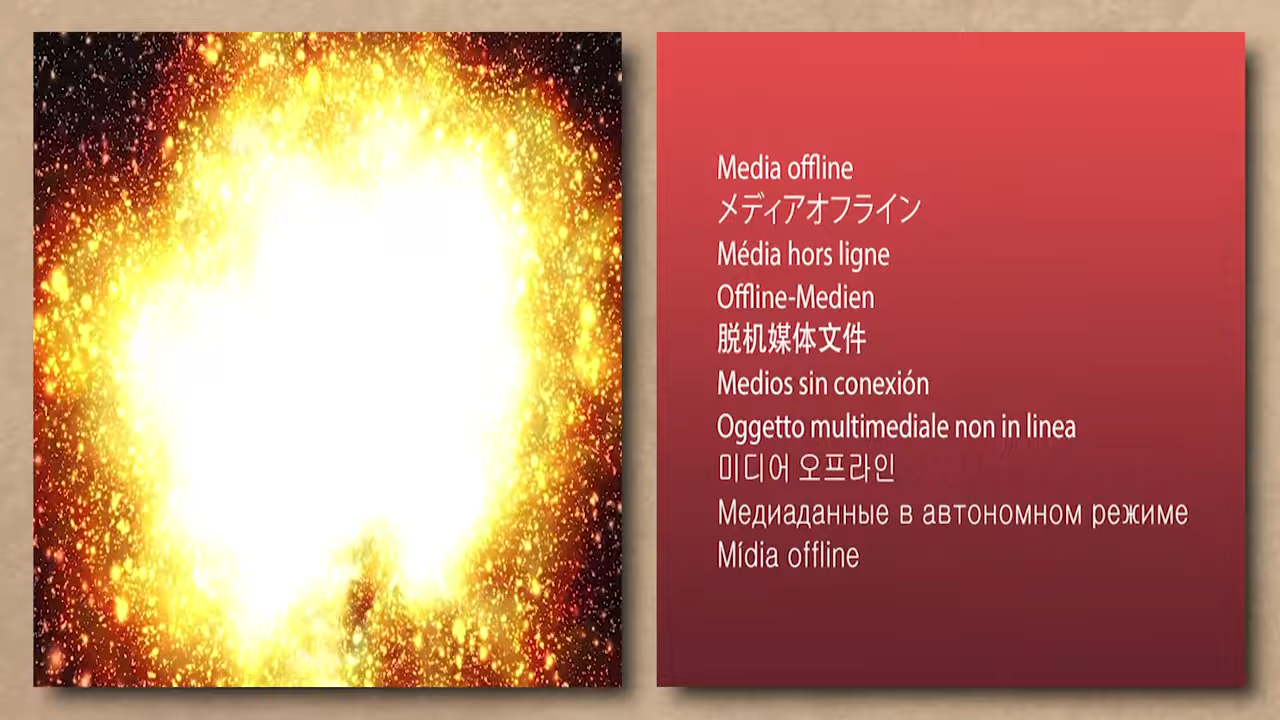 Media offline
メディアオフライン
Média hors ligne
Offline-Medien
脱机媒体文件
Medios sin conexión
Oggetto multimediale non in linea
미디어 오프라인
Медиаданные в автономном режиме
Mídia offline